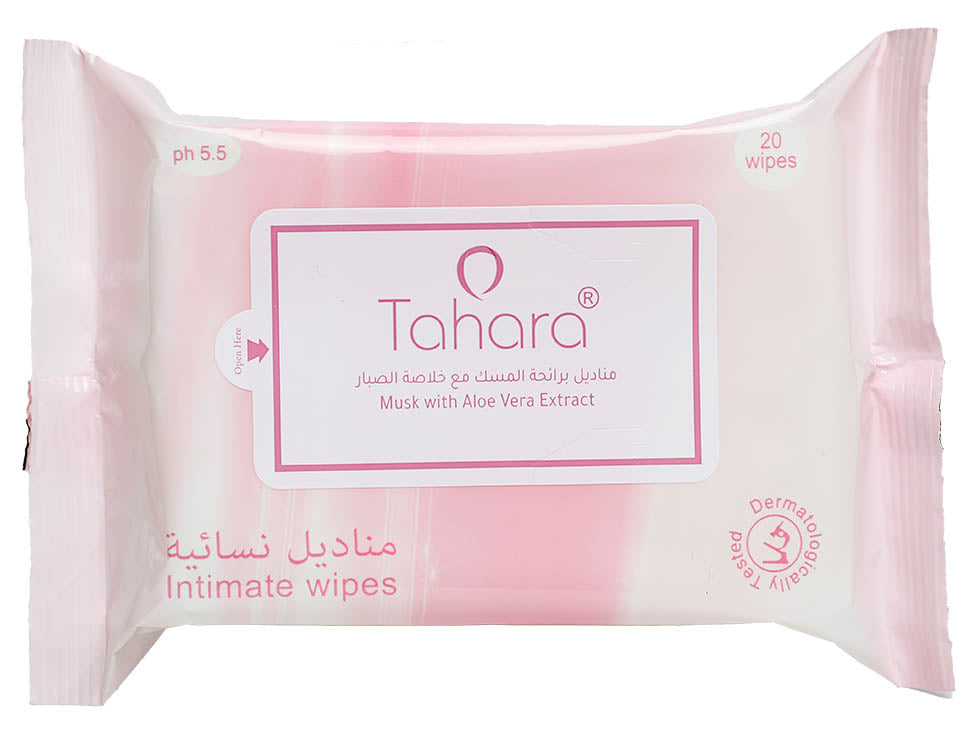 ph 5.5
20
wipes
Open Here
Tahara®
مناديل برائحة المسك مع خلاصة الصبار
Musk with Aloe Vera Extract
مناديل نسائية
Intimate wipes
Dermatologically Tested